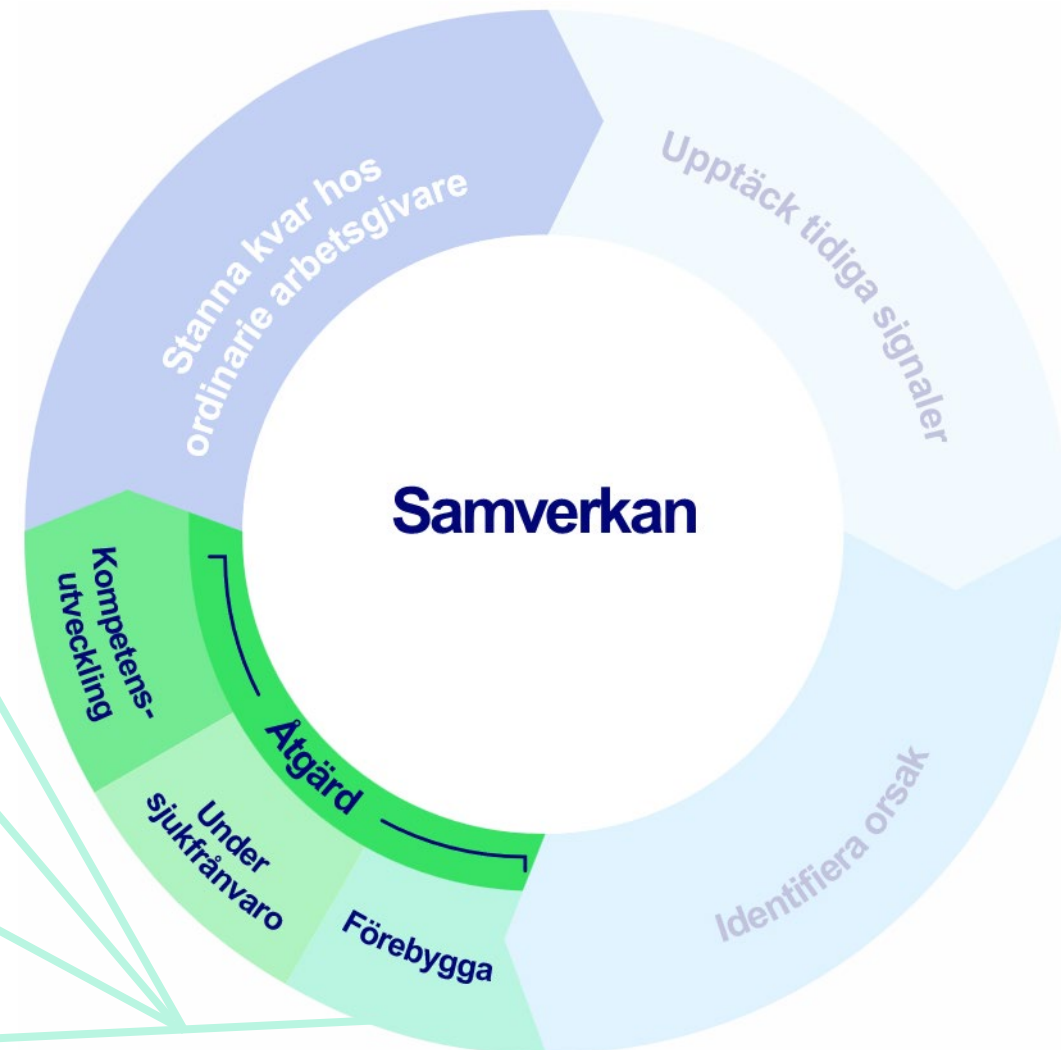 Stanna kvar hos
ordinarie arbetsgivare
Upptäck tidiga signaler
Samverkan
Identifiera orsak
Åtgärd
Förebygga
Under
sjukfrånvaro
Kompetens-
utveckling